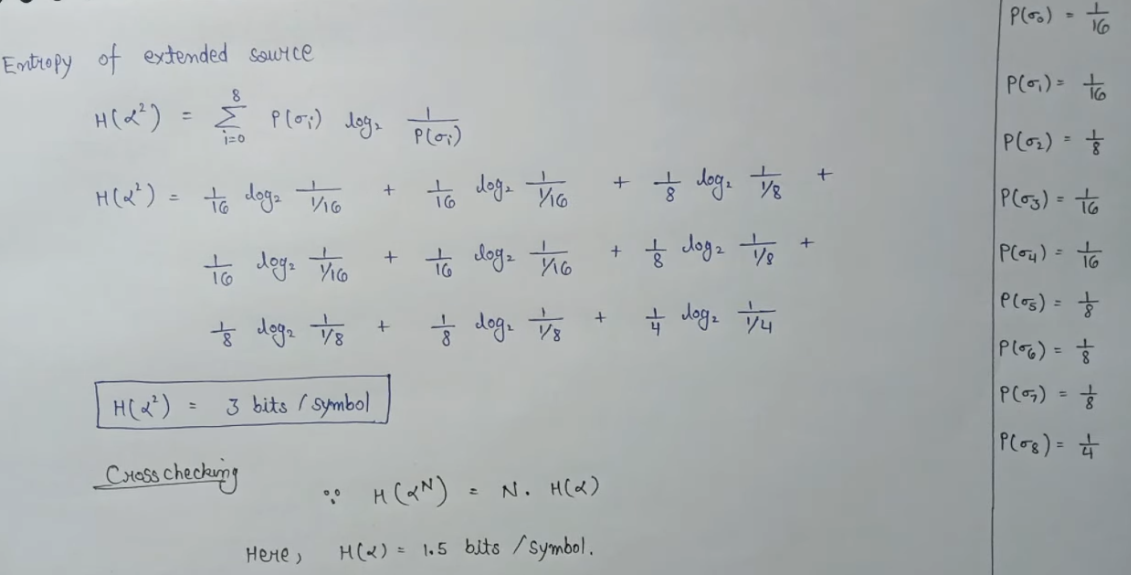 Entropy of extended source
H(α²) = 8 Σ i=0 P(σᵢ) log₂ 1/P(σᵢ)
H(α²) = 1/16 log₂ 1/1/16 + 1/16 log₂ 1/1/16 + 1/8 log₂ 1/1/8 +
1/16 log₂ 1/1/16 + 1/16 log₂ 1/1/16 + 1/8 log₂ 1/1/8 +
1/8 log₂ 1/1/8 + 1/8 log₂ 1/1/8 + 1/4 log₂ 1/1/4
H(α²) = 3 bits / symbol
Cross checking
∵ H(αᴺ) = N. H(α)
Here, H(α) = 1.5 bits / symbol.
P(σ₀) = 1/16
P(σ₁) = 1/16
P(σ₂) = 1/8
P(σ₃) = 1/16
P(σ₄) = 1/16
P(σ₅) = 1/8
P(σ₆) = 1/8
P(σ₇) = 1/8
P(σ₈) = 1/4